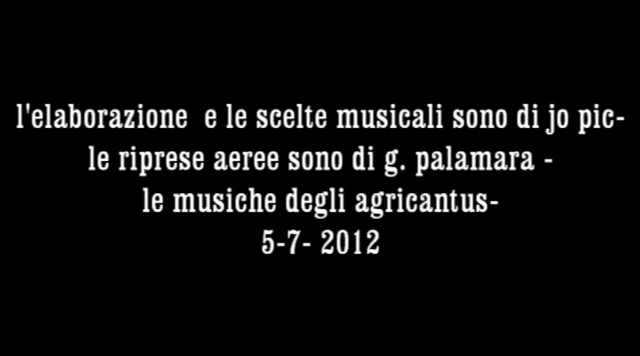 l'elaborazione e le scelte musicali sono di jo pic-
le riprese aeree sono di g. palamara -
le musiche degli agricantus-
5-7- 2012